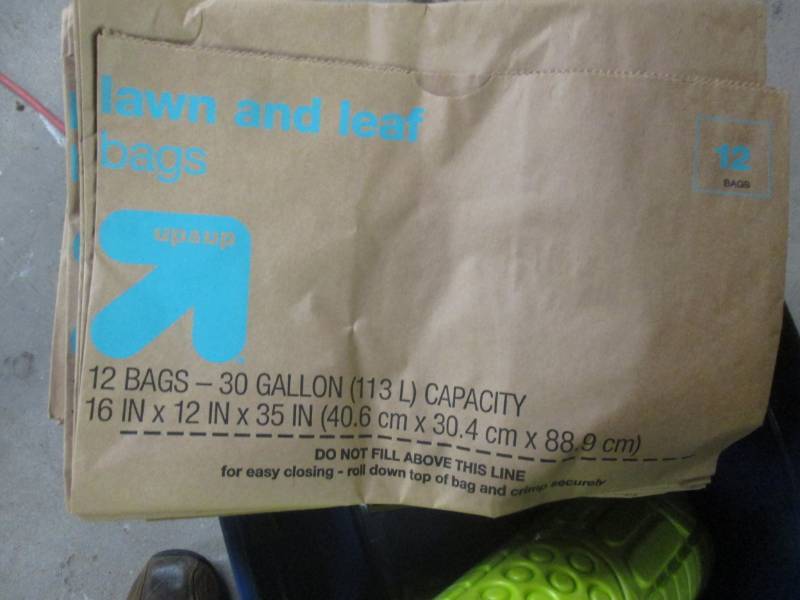 lawn and leaf
bags
12
BAGS
up&up
12 BAGS – 30 GALLON (113 L) CAPACITY
16 IN x 12 IN x 35 IN (40.6 cm x 30.4 cm x 88.9 cm)
DO NOT FILL ABOVE THIS LINE
for easy closing - roll down top of bag and crimp securely